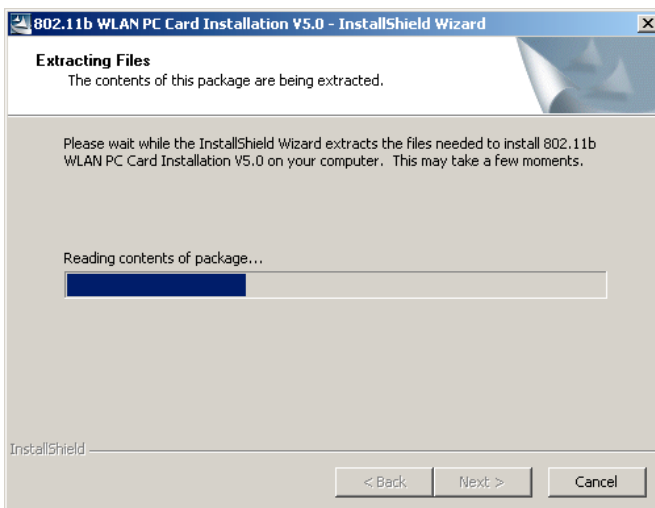 802.11b WLAN PC Card Installation V5.0 - InstallShield Wizard
Extracting Files
The contents of this package are being extracted.
Please wait while the InstallShield Wizard extracts the files needed to install 802.11b
WLAN PC Card Installation V5.0 on your computer.  This may take a few moments.
Reading contents of package...
InstallShield
< Back
Next >
Cancel